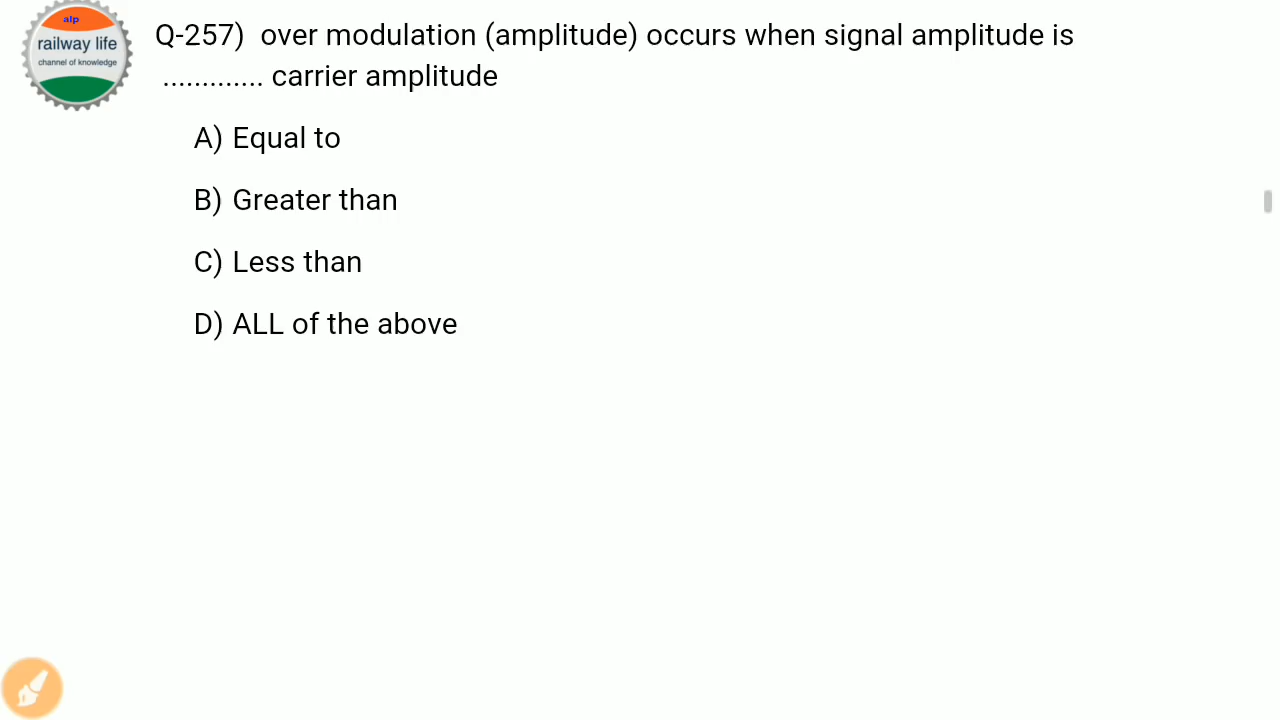 alp
railway life
channel of knowledge
Q-257) over modulation (amplitude) occurs when signal amplitude is
............. carrier amplitude
A) Equal to
B) Greater than
C) Less than
D) ALL of the above